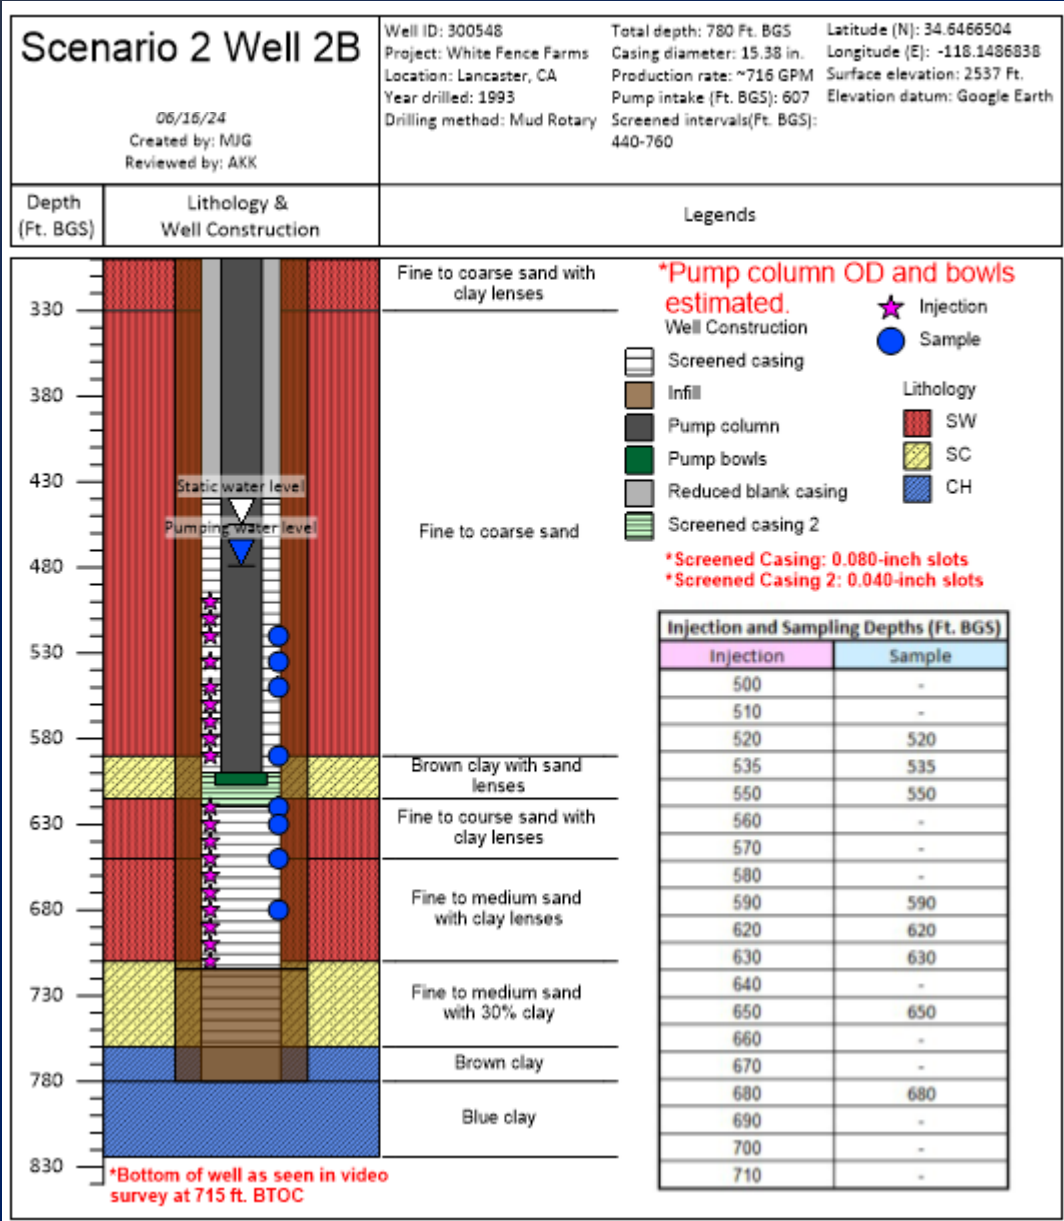 Scenario 2 Well 2B
06/16/24
Created by: MJG
Reviewed by: AKK
Well ID: 300548
Project: White Fence Farms
Location: Lancaster, CA
Year drilled: 1993
Drilling method: Mud Rotary
Total depth: 780 Ft. BGS
Casing diameter: 15.38 in.
Production rate: ~716 GPM
Pump intake (Ft. BGS): 607
Screened intervals(Ft. BGS):
440-760
Latitude (N): 34.6466504
Longitude (E): -118.1486838
Surface elevation: 2537 Ft.
Elevation datum: Google Earth
Depth
(Ft. BGS)
Lithology &
Well Construction
Legends
330
380
430
480
530
580
630
680
730
780
830
Static water level
Pumping water level
*Bottom of well as seen in video
survey at 715 ft. BTOC
Fine to coarse sand with
clay lenses
Fine to coarse sand
Brown clay with sand
lenses
Fine to course sand with
clay lenses
Fine to medium sand
with clay lenses
Fine to medium sand
with 30% clay
Brown clay
Blue clay
*Pump column OD and bowls
estimated.
Well Construction
Screened casing
Infill
Pump column
Pump bowls
Reduced blank casing
Screened casing 2
Injection
Sample
Lithology
SW
SC
CH
*Screened Casing: 0.080-inch slots
*Screened Casing 2: 0.040-inch slots
Injection and Sampling Depths (Ft. BGS)
Injection Sample
500 -
510 -
520 520
535 535
550 550
560 -
570 -
580 -
590 590
620 620
630 630
640 -
650 650
660 -
670 -
680 680
690 -
700 -
710 -